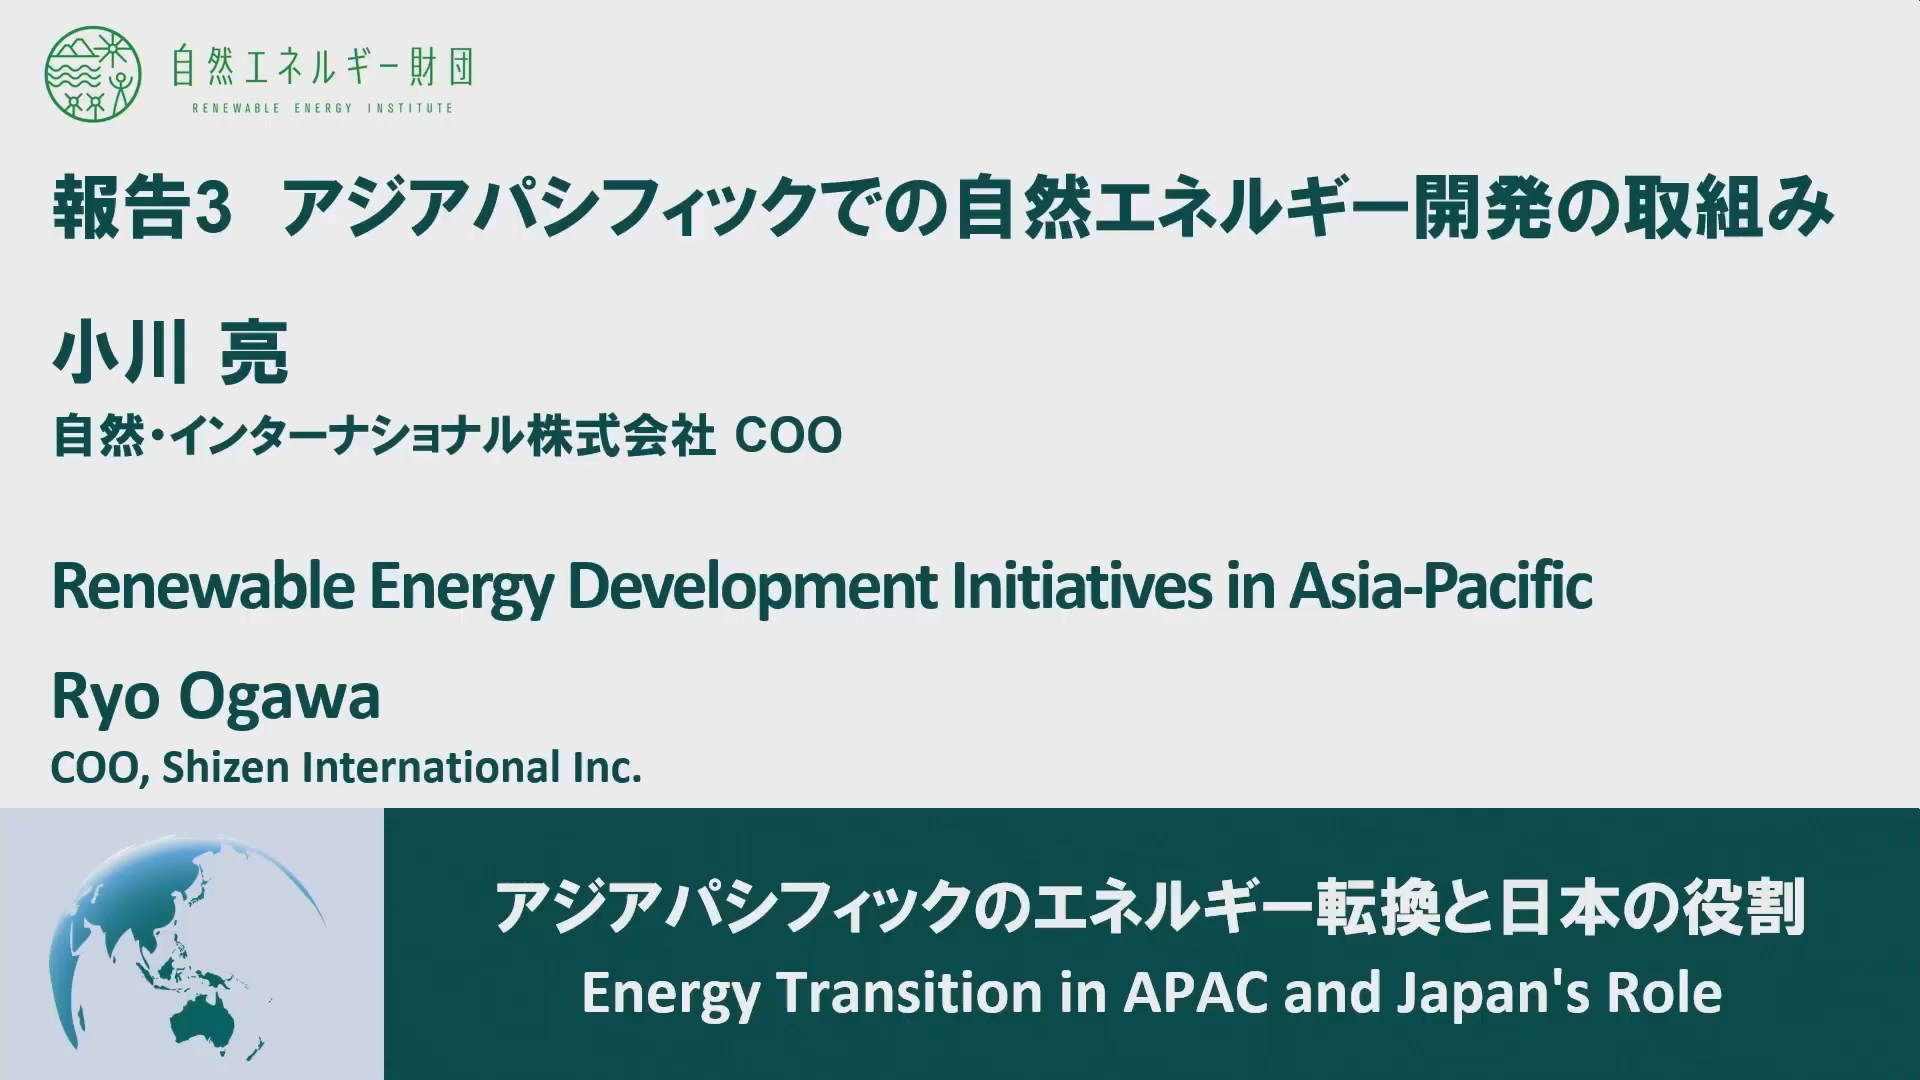 自然エネルギー財団
RENEWABLE ENERGY INSTITUTE
報告3　アジアパシフィックでの自然エネルギー開発の取組み
小川 亮
自然・インターナショナル株式会社 COO
Renewable Energy Development Initiatives in Asia-Pacific
Ryo Ogawa
COO, Shizen International Inc.
アジアパシフィックのエネルギー転換と日本の役割
Energy Transition in APAC and Japan's Role